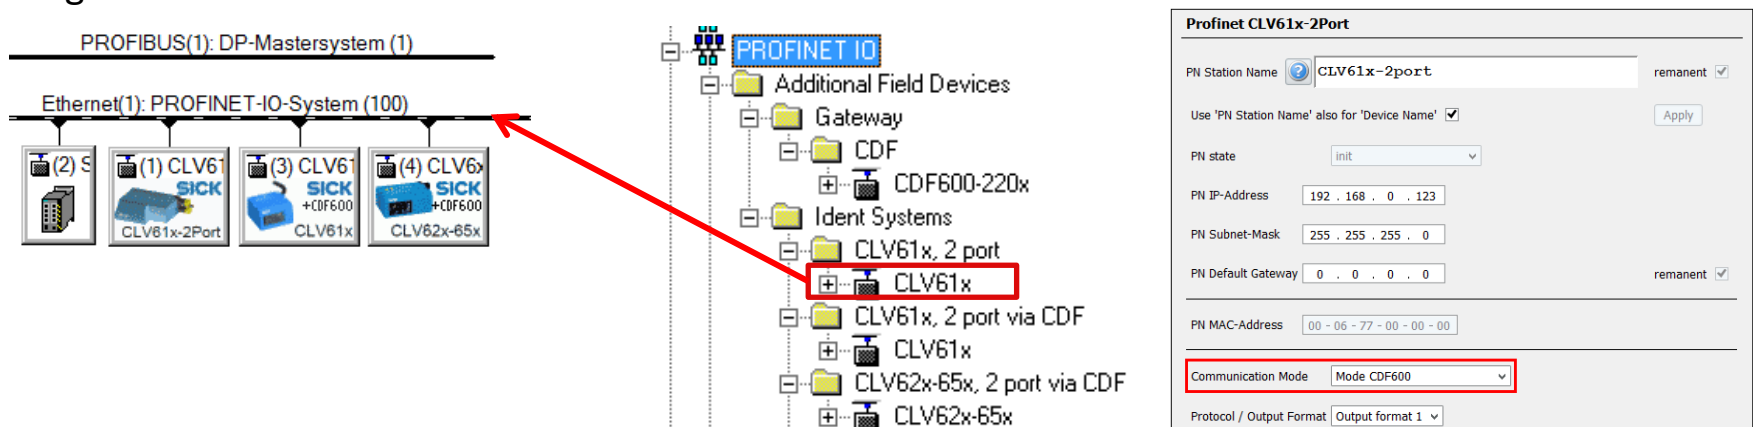 PROFIBUS(1): DP-Mastersystem (1)
Ethernet(1): PROFINET-IO-System (100)
(2) S
(1) CLV61
SICK
CLV61x-2Port
(3) CLV61
SICK
+CDF600
CLV61x
(4) CLV6x
SICK
+CDF600
CLV62x-65x
PROFINET IO
Additional Field Devices
Gateway
CDF
CDF600-220x
Ident Systems
CLV61x, 2 port
CLV61x
CLV61x, 2 port via CDF
CLV61x
CLV62x-65x, 2 port via CDF
CLV62x-65x
Profinet CLV61x-2Port
PN Station Name ? CLV61x-2port remanent
Use 'PN Station Name' also for 'Device Name' Apply
PN state init
PN IP-Address 192 . 168 . 0 . 123
PN Subnet-Mask 255 . 255 . 255 . 0
PN Default Gateway 0 . 0 . 0 . 0 remanent
PN MAC-Address 00 - 06 - 77 - 00 - 00 - 00
Communication Mode Mode CDF600
Protocol / Output Format Output format 1